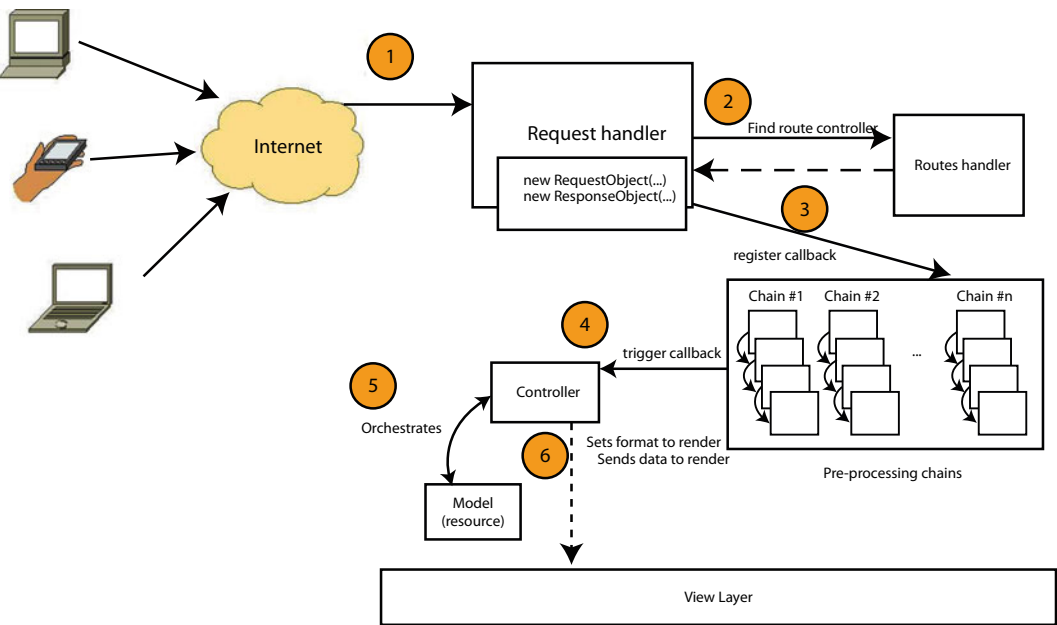 1
Internet
Request handler
new RequestObject(...)
new ResponseObject(...)
2
Find route controller
Routes handler
3
register callback
Chain #1
Chain #2
Chain #n
...
Pre-processing chains
4
trigger callback
Controller
5
Orchestrates
Model
(resource)
6
Sets format to render
Sends data to render
View Layer